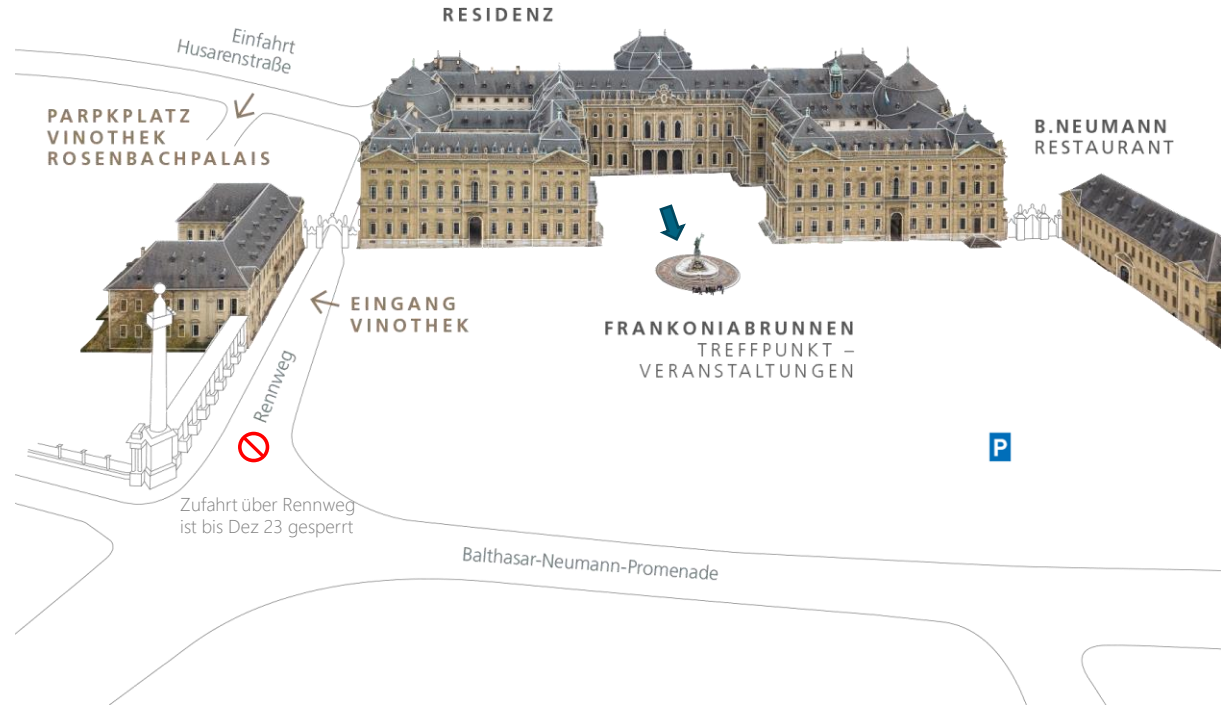 RESIDENZ
Einfahrt
Husarenstraße
PARPKPLATZ
VINOTHEK
ROSENBACHPALAIS
B.NEUMANN
RESTAURANT
EINGANG
VINOTHEK
FRANKONIABRUNNEN
TREFFPUNKT –
VERANSTALTUNGEN
Rennweg
P
Zufahrt über Rennweg
ist bis Dez 23 gesperrt
Balthasar-Neumann-Promenade